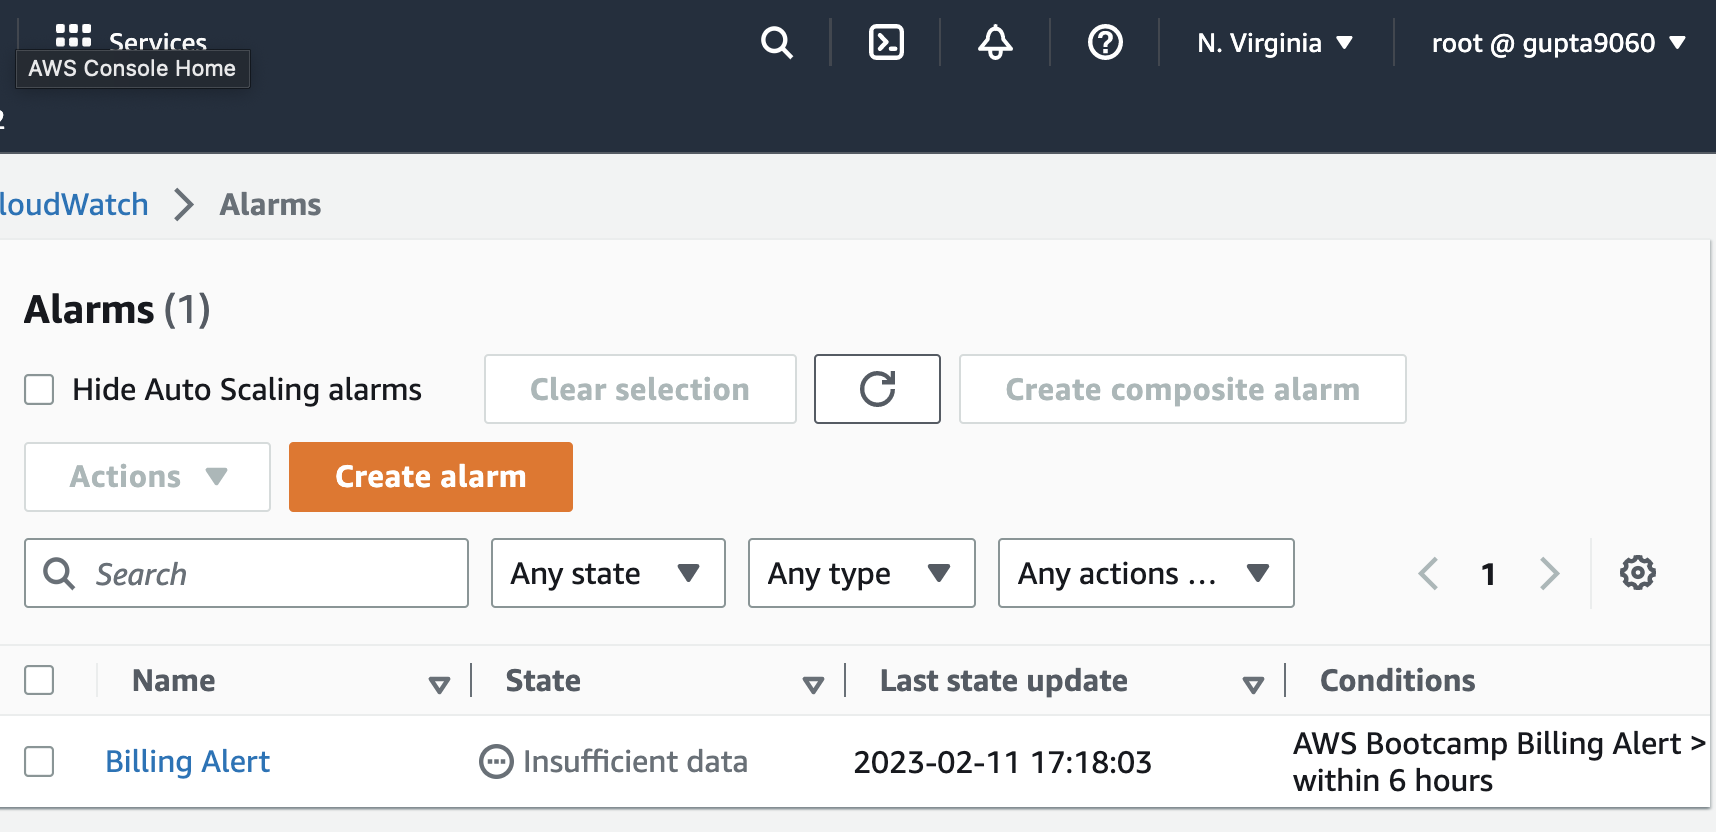 Services
N. Virginia
root @ gupta9060
AWS Console Home
2
loudWatch
Alarms
Alarms (1)
Hide Auto Scaling alarms
Clear selection
Create composite alarm
Actions
Create alarm
Search
Any state
Any type
Any actions ...
1
Name
State
Last state update
Conditions
Billing Alert
Insufficient data
2023-02-11 17:18:03
AWS Bootcamp Billing Alert >
within 6 hours